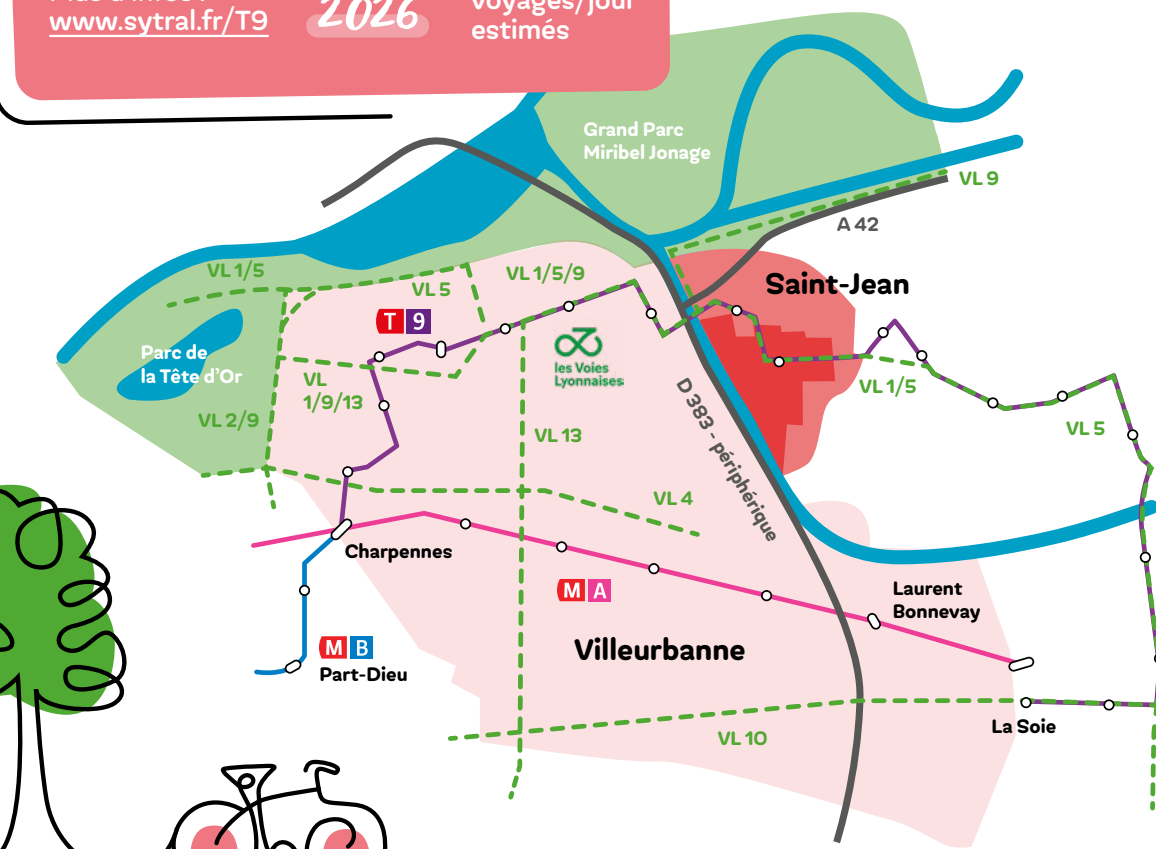 www.sytral.fr/T9
2026
voyages/jour
estimés
Grand Parc
Miribel Jonage
VL 9
A 42
VL 1/5
VL 5
VL 1/5/9
Saint-Jean
T 9
Parc de
la Tête d'Or
les Voies
Lyonnaises
VL
1/9/13
VL 1/5
VL 2/9
VL 13
D 383 - périphérique
VL 5
VL 4
Charpennes
M A
Laurent
Bonnevay
M B
Part-Dieu
Villeurbanne
La Soie
VL 10